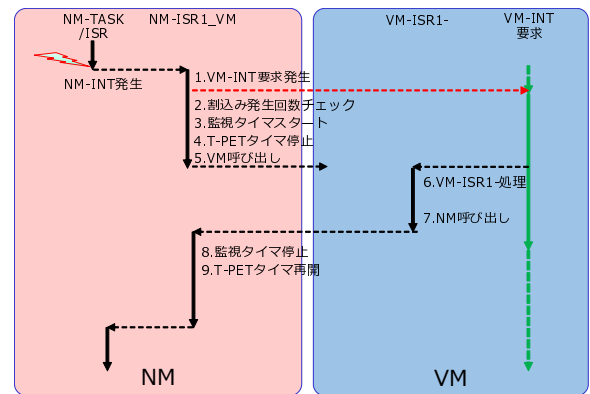 NM-TASK
/ISR
NM-ISR1_VM
VM-ISR1-
VM-INT
要求
NM-INT発生
1.VM-INT要求発生
2.割込み発生回数チェック
3.監視タイマスタート
4.T-PETタイマ停止
5.VM呼び出し
6.VM-ISR1-処理
7.NM呼び出し
8.監視タイマ停止
9.T-PETタイマ再開
NM
VM